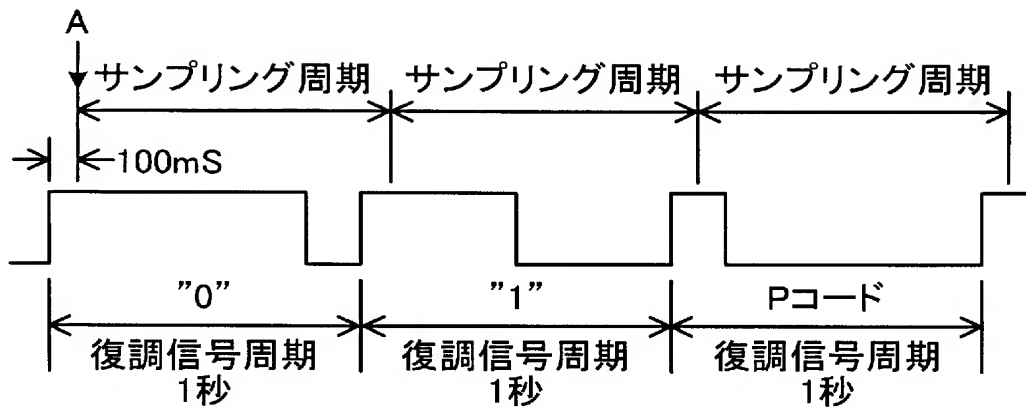 A
サンプリング周期 サンプリング周期 サンプリング周期
100mS
"0" "1" Pコード
復調信号周期 復調信号周期 復調信号周期
1秒 1秒 1秒